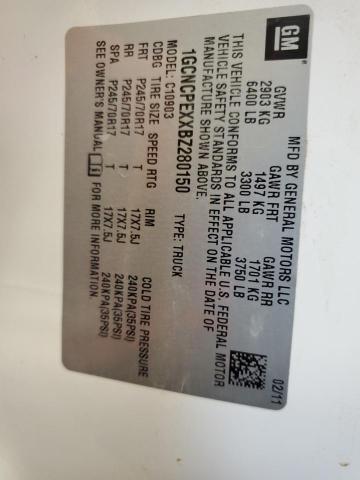 GM
MFD BY GENERAL MOTORS LLC
02/11
GVWR GAWR FRT GAWR RR
2903 KG 1497 KG 1701 KG
6400 LB 3300 LB 3750 LB
THIS VEHICLE CONFORMS TO ALL APPLICABLE U.S. FEDERAL MOTOR
VEHICLE SAFETY STANDARDS IN EFFECT ON THE DATE OF
MANUFACTURE SHOWN ABOVE.
1GCNCPEXXBZ280150 TYPE: TRUCK
MODEL: C10903
CDBG TIRE SIZE SPEED RTG RIM COLD TIRE PRESSURE
FRT P245/70R17 T 17X7.5J 240KPA(35PSI)
RR P245/70R17 T 17X7.5J 240KPA(35PSI)
SPA P245/70R17 T 17X7.5J 240KPA(35PSI)
SEE OWNER'S MANUAL